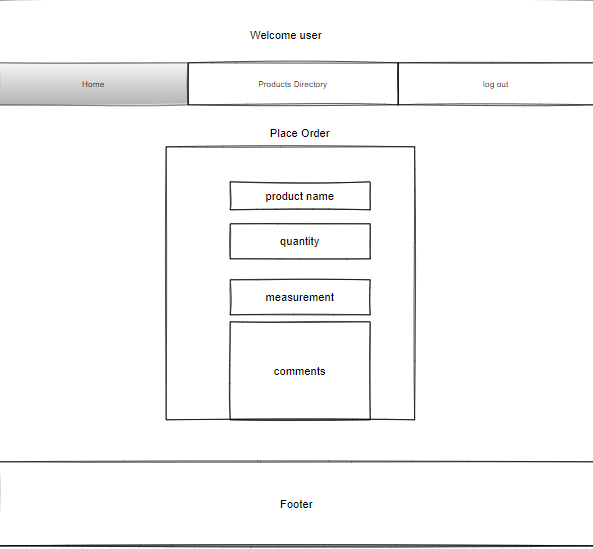 Welcome user
Home
Products Directory
log out
Place Order
product name
quantity
measurement
comments
Footer